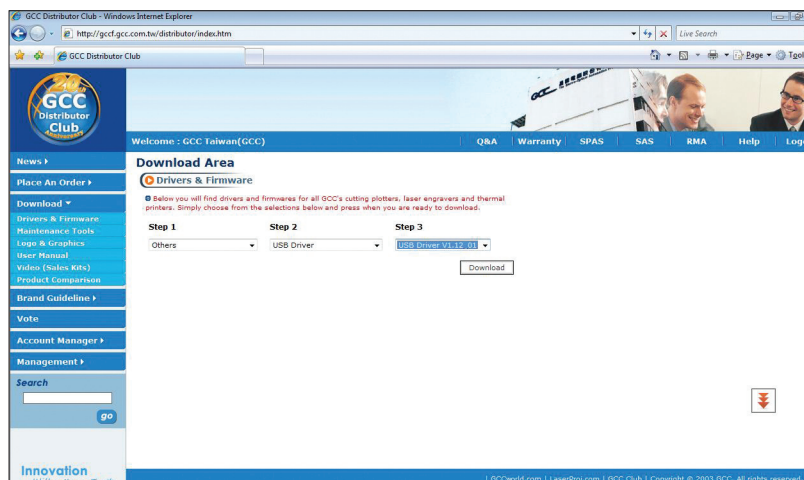 GCC Distributor Club - Windows Internet Explorer
http://gccf.gcc.com.tw/distributor/index.htm
Live Search
GCC Distributor Club
Page
Tool
20th
GCC
Distributor
Club
Anniversary
GCC
Welcome : GCC Taiwan(GCC)
Q&A
Warranty
SPAS
SAS
RMA
Help
Log
News
Place An Order
Download
Drivers & Firmware
Maintenance Tools
Logo & Graphics
User Manual
Video (Sales Kits)
Product Comparison
Brand Guideline
Vote
Account Manager
Management
Search
go
Innovation
Download Area
Drivers & Firmware
Below you will find drivers and firmwares for all GCC's cutting plotters, laser engravers and thermal
printers. Simply choose from the selections below and press when you are ready to download.
Step 1
Step 2
Step 3
Others
USB Driver
USB Driver V1.12_01
Download
| GCCworld.com | LaserProi.com | GCC Club | Copyright © 2003 GCC. All rights reserved.